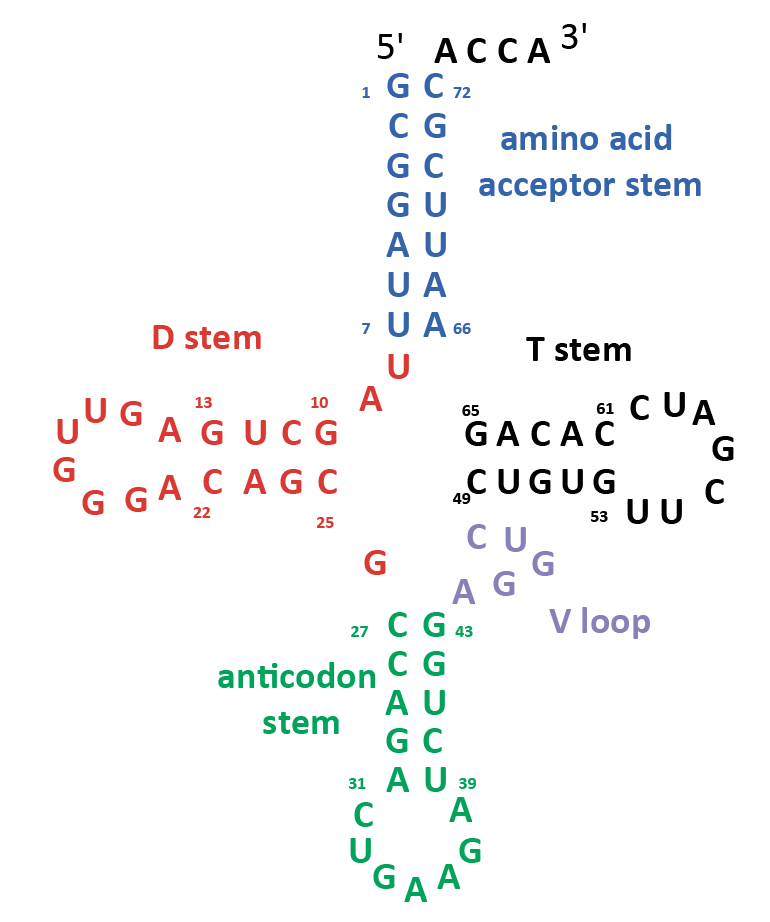 5' ACCA 3'
1 G C 72
C G
G C
amino acid
acceptor stem
G U
A U
U A
7 U A 66
D stem
T stem
U
A
U U G A 13 G U C 10 G
G G G A C A G C
22 25
65 G A C A 61 C C U A G
49 C U G U G U U C
53
G
C U G
A G
V loop
27 C G 43
C G
anticodon
stem
A U
G C
31 A U 39
C A
U G
G A A